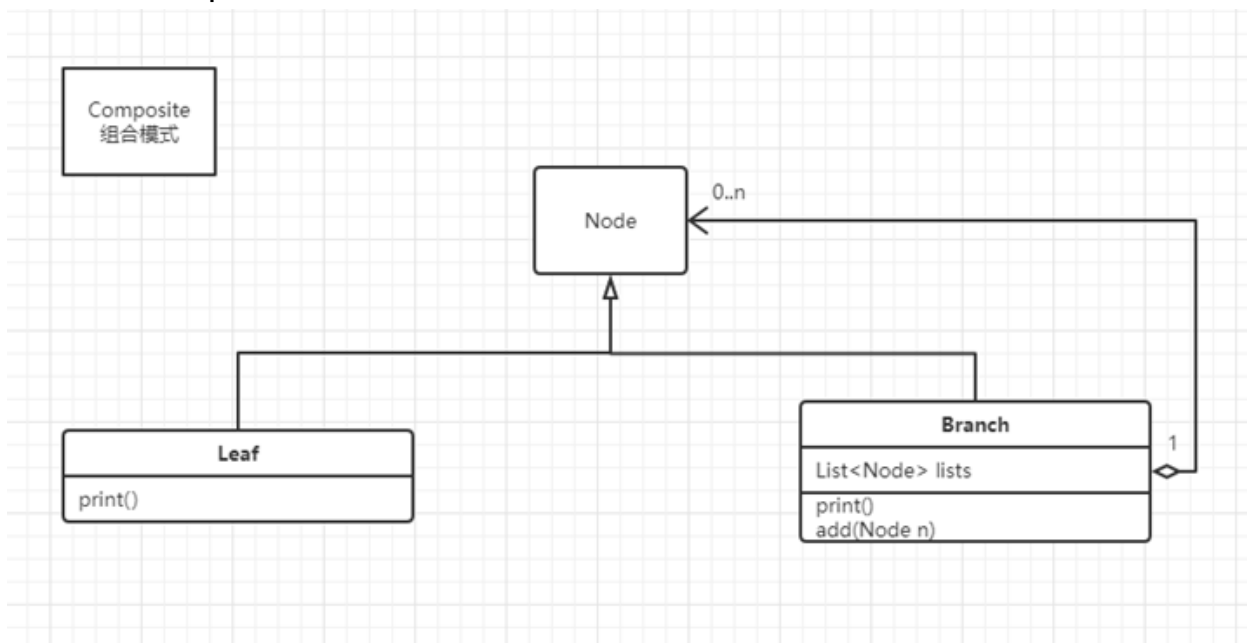 Composite
组合模式
Node
0..n
Leaf
print()
Branch
List<Node> lists
1
print()
add(Node n)